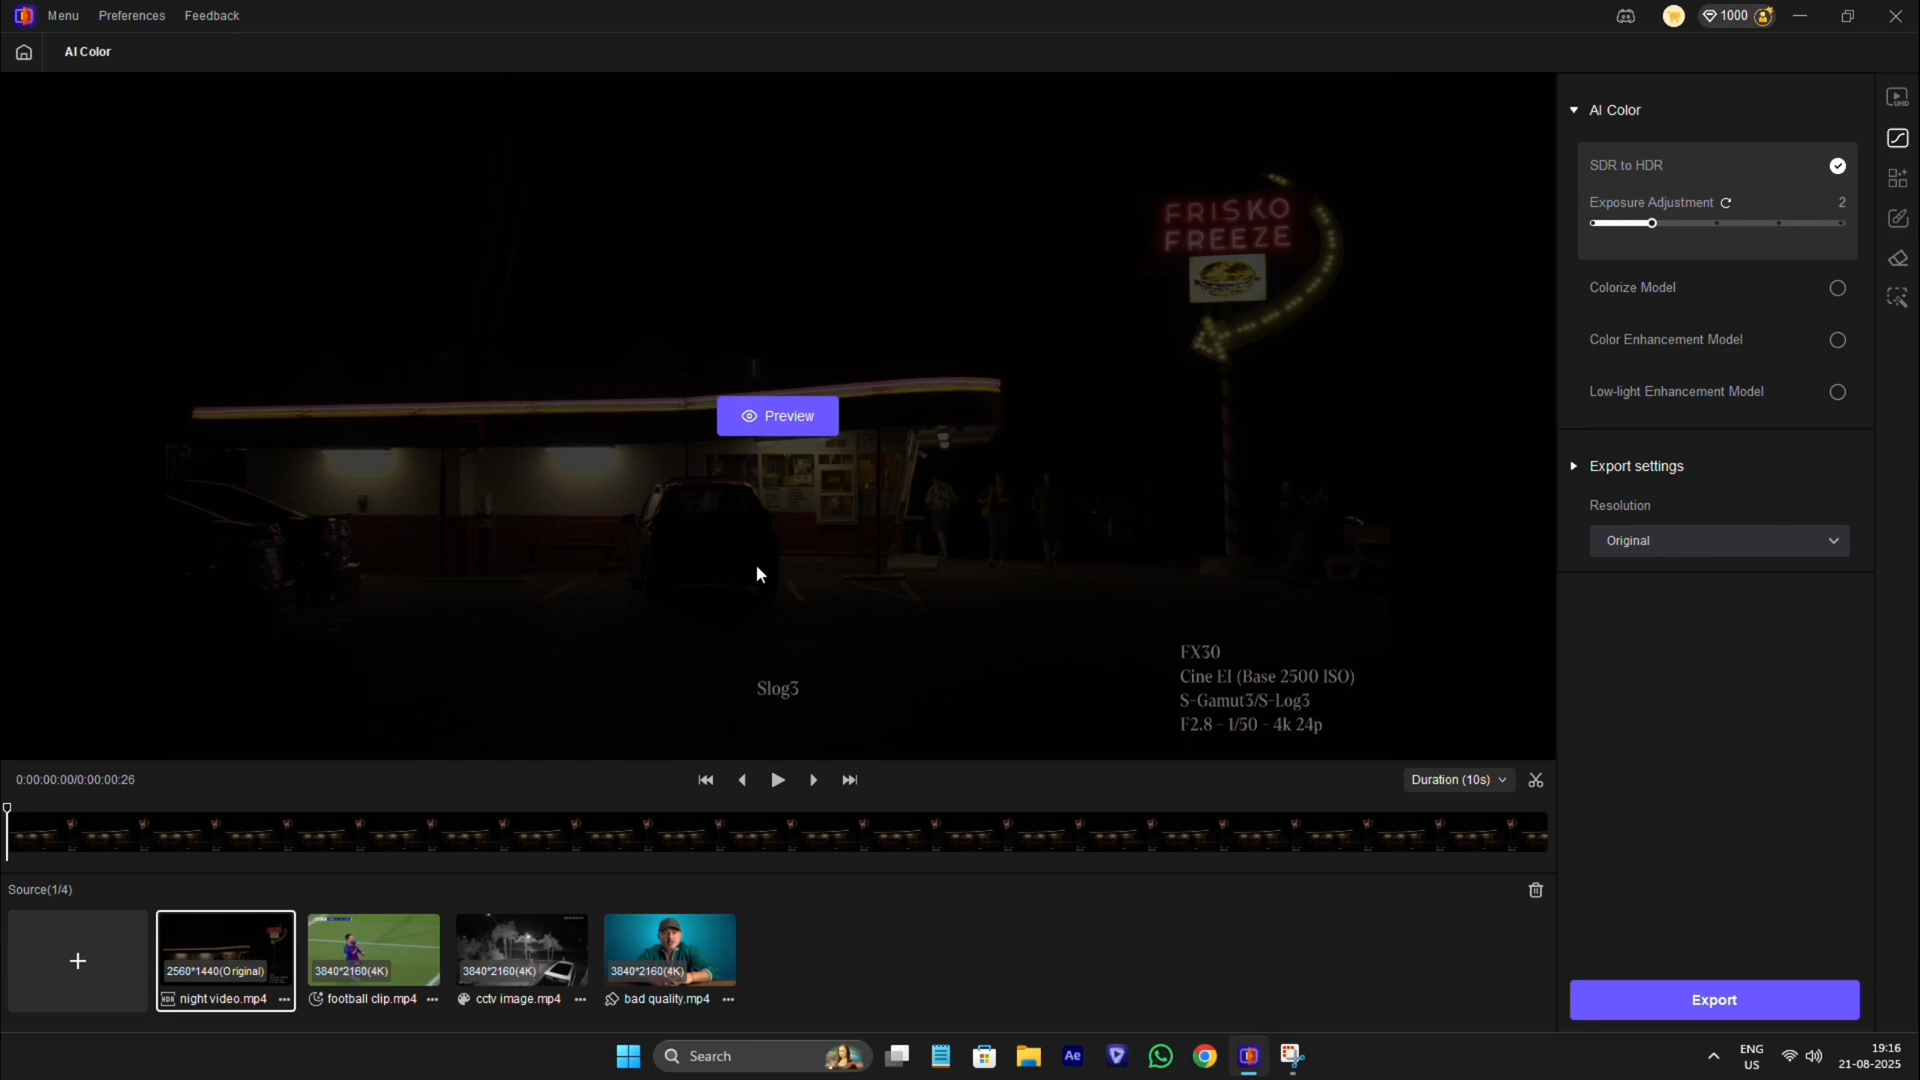 Menu
Preferences
Feedback
1000
AI Color
FRISKO
FREEZE
Preview
Slog3
FX30
Cine EI (Base 2500 ISO)
S-Gamut3/S-Log3
F2.8 - 1/50 - 4k 24p
AI Color
SDR to HDR
Exposure Adjustment
2
Colorize Model
Color Enhancement Model
Low-light Enhancement Model
Export settings
Resolution
Original
0:00:00:00/0:00:00:26
Duration (10s)
Source(1/4)
2560*1440(Original)
HDR night video.mp4
3840*2160(4K)
football clip.mp4
3840*2160(4K)
cctv image.mp4
3840*2160(4K)
bad quality.mp4
Export
Search
Ae
ENG
US
19:16
21-08-2025